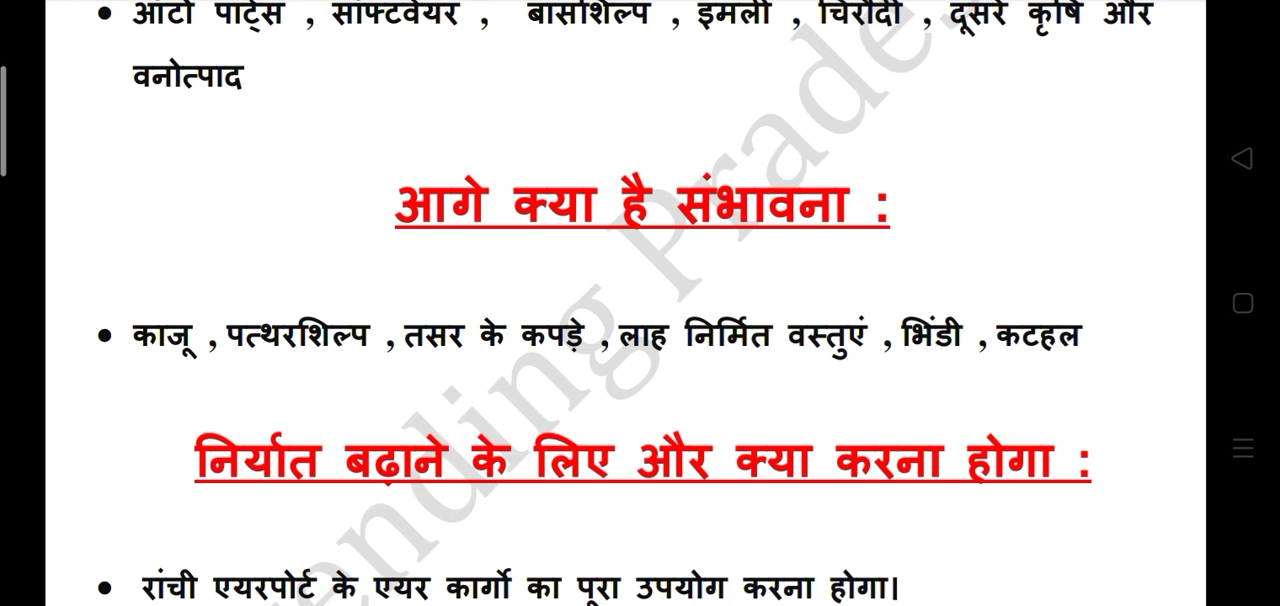 • ऑटो पार्ट्स , सॉफ्टवेयर , बांसशिल्प , इमली , चिरौंदी , दूसरे कृषि और
वनोत्पाद
आगे क्या है संभावना :
• काजू , पत्थरशिल्प , तसर के कपड़े , लाह निर्मित वस्तुएं , भिंडी , कटहल
निर्यात बढ़ाने के लिए और क्या करना होगा :
• रांची एयरपोर्ट के एयर कार्गो का पूरा उपयोग करना होगा।